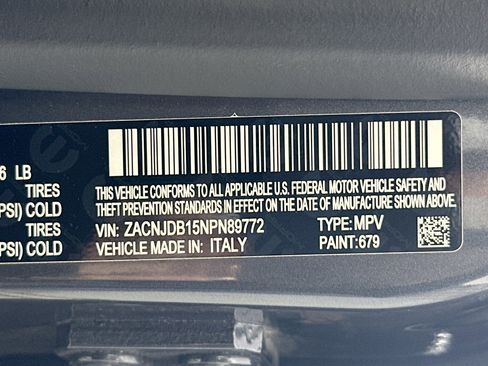 6 LB
TIRES
PSI) COLD
TIRES
PSI) COLD
THIS VEHICLE CONFORMS TO ALL APPLICABLE U.S. FEDERAL MOTOR VEHICLE SAFETY AND
THEFT PREVENTION STANDARDS IN EFFECT ON THE DATE OF MANUFACTURE SHOWN ABOVE.
VIN: ZACNJDB15NPN89772 TYPE: MPV
VEHICLE MADE IN: ITALY PAINT: 679